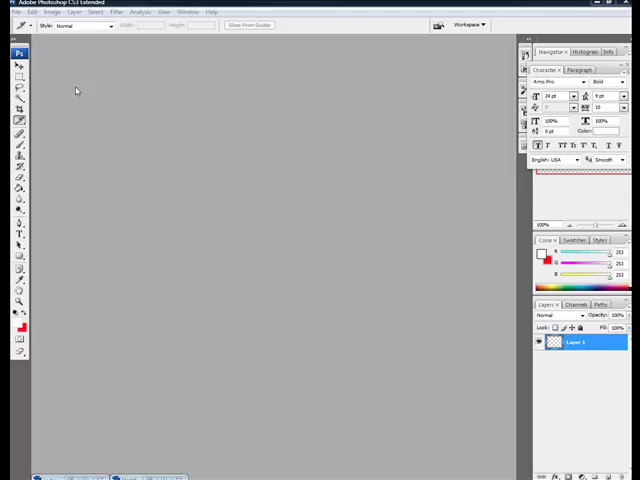 Adobe Photoshop CS3 Extended
File Edit Image Layer Select Filter Analysis View Window Help
Style: Normal Width: Height: Slices From Guides Workspace
Ps
Navigator Histogram Info
Character Paragraph
Arno Pro Bold
24 pt 9 pt
0 10
100% 100%
0 pt Color:
T T TT Tr T T T T
English: USA Smooth
100%
Color Swatches Styles
R 253
G 253
B 253
Layers Channels Paths
Normal Opacity: 100%
Lock: Fill: 100%
Layer 1